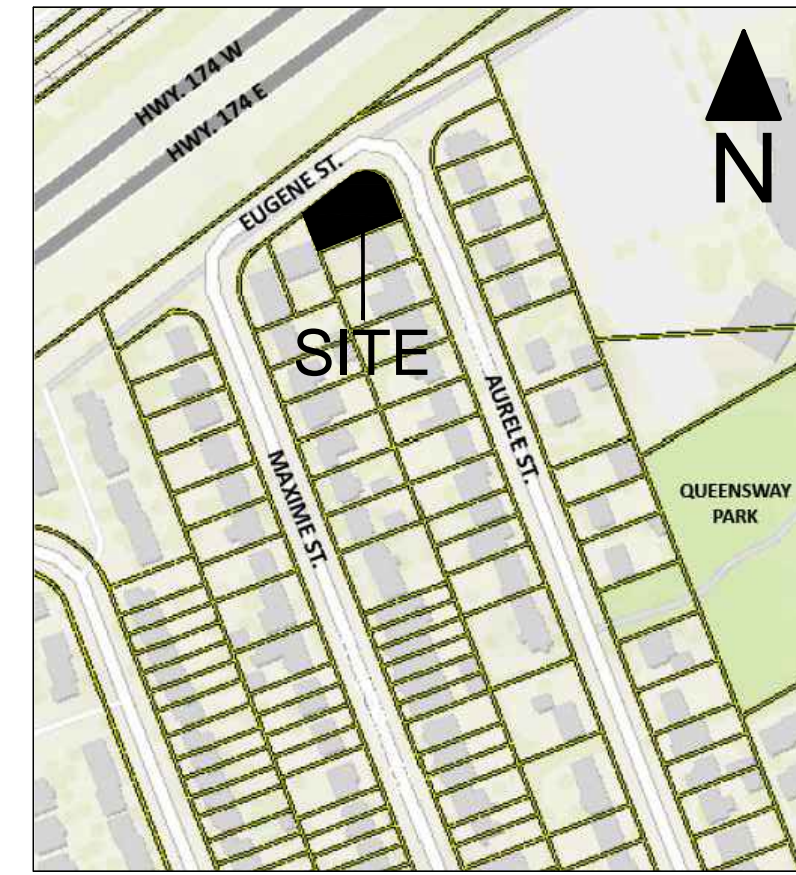 HWY. 174 W
HWY. 174 E
N
EUGENE ST.
SITE
AURELE ST.
MAXIME ST.
QUEENSWAY
PARK